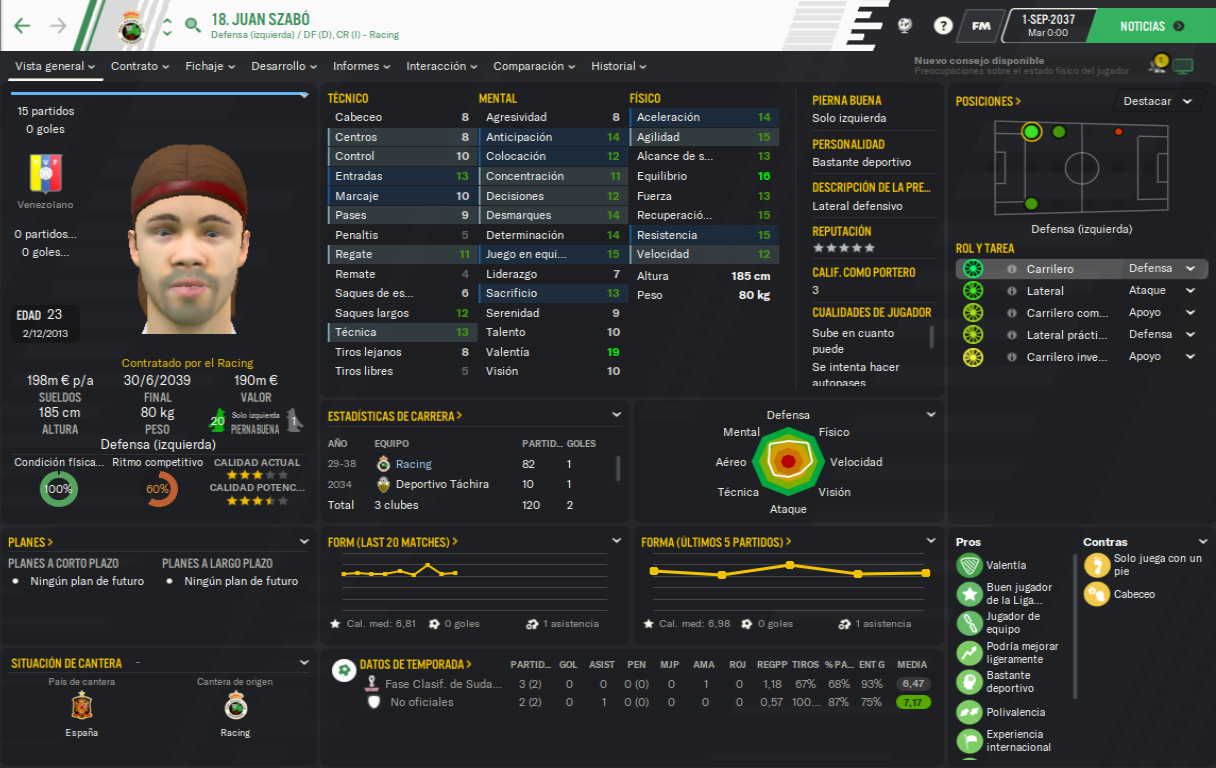 18. JUAN SZABÓ
Defensa (izquierda) / DF (D), CR (I) - Racing
FM
1-SEP-2037
Mar 0:00
NOTICIAS
Vista general
Contrato
Fichaje
Desarrollo
Informes
Interacción
Comparación
Historial
Nuevo consejo disponible
Preocupaciones sobre el estado físico del jugador
15 partidos
0 goles
FVF
Venezolano
0 partidos...
0 goles...
EDAD 23
2/12/2013
Contratado por el Racing
198m € p/a
SUELDOS
30/6/2039
FINAL
190m €
VALOR
185 cm
ALTURA
80 kg
PESO
20
Solo izquierda
PIERNA BUENA
1
Defensa (izquierda)
Condición física...
100%
Ritmo competitivo
60%
CALIDAD ACTUAL
CALIDAD POTENC...
TÉCNICO
Cabeceo 8
Centros 8
Control 10
Entradas 13
Marcaje 10
Pases 9
Penaltis 5
Regate 11
Remate 4
Saques de es... 6
Saques largos 12
Técnica 13
Tiros lejanos 8
Tiros libres 5
MENTAL
Agresividad 8
Anticipación 14
Colocación 12
Concentración 11
Decisiones 12
Desmarques 14
Determinación 14
Juego en equi... 15
Liderazgo 7
Sacrificio 13
Serenidad 9
Talento 10
Valentía 19
Visión 10
FÍSICO
Aceleración 14
Agilidad 15
Alcance de s... 13
Equilibrio 16
Fuerza 13
Recuperació... 15
Resistencia 15
Velocidad 12
Altura 185 cm
Peso 80 kg
PIERNA BUENA
Solo izquierda
PERSONALIDAD
Bastante deportivo
DESCRIPCIÓN DE LA PRE...
Lateral defensivo
REPUTACIÓN
CALIF. COMO PORTERO
3
CUALIDADES DE JUGADOR
Sube en cuanto
puede
Se intenta hacer
autopases
POSICIONES >
Destacar
Defensa (izquierda)
ROL Y TAREA
Carrilero Defensa
Lateral Ataque
Carrilero com... Apoyo
Lateral prácti... Defensa
Carrilero inve... Apoyo
ESTADÍSTICAS DE CARRERA >
AÑO EQUIPO PARTID... GOLES
29-38 Racing 82 1
2034 Deportivo Táchira 10 1
Total 3 clubes 120 2
Defensa
Mental
Físico
Aéreo
Velocidad
Técnica
Visión
Ataque
PLANES >
PLANES A CORTO PLAZO
Ningún plan de futuro
PLANES A LARGO PLAZO
Ningún plan de futuro
FORM (LAST 20 MATCHES) >
Cal. med: 6,81
0 goles
1 asistencia
FORMA (ÚLTIMOS 5 PARTIDOS) >
Cal. med: 6,98
0 goles
1 asistencia
Pros
Valentía
Buen jugador
de la Liga...
Jugador de
equipo
Podría mejorar
ligeramente
Bastante
deportivo
Polivalencia
Experiencia
internacional
Contras
Solo juega con un
pie
Cabeceo
SITUACIÓN DE CANTERA -
País de cantera
España
Cantera de origen
Racing
DATOS DE TEMPORADA >
PARTID... GOL ASIST PEN MJP AMA ROJ REGPP TIROS % PA... ENT G MEDIA
Fase Clasif. de Suda... 3 (2) 0 0 0 (0) 0 1 0 1,18 67% 68% 93% 6,47
No oficiales 2 (2) 0 1 0 (0) 0 0 0 0,57 100... 87% 75% 7,17